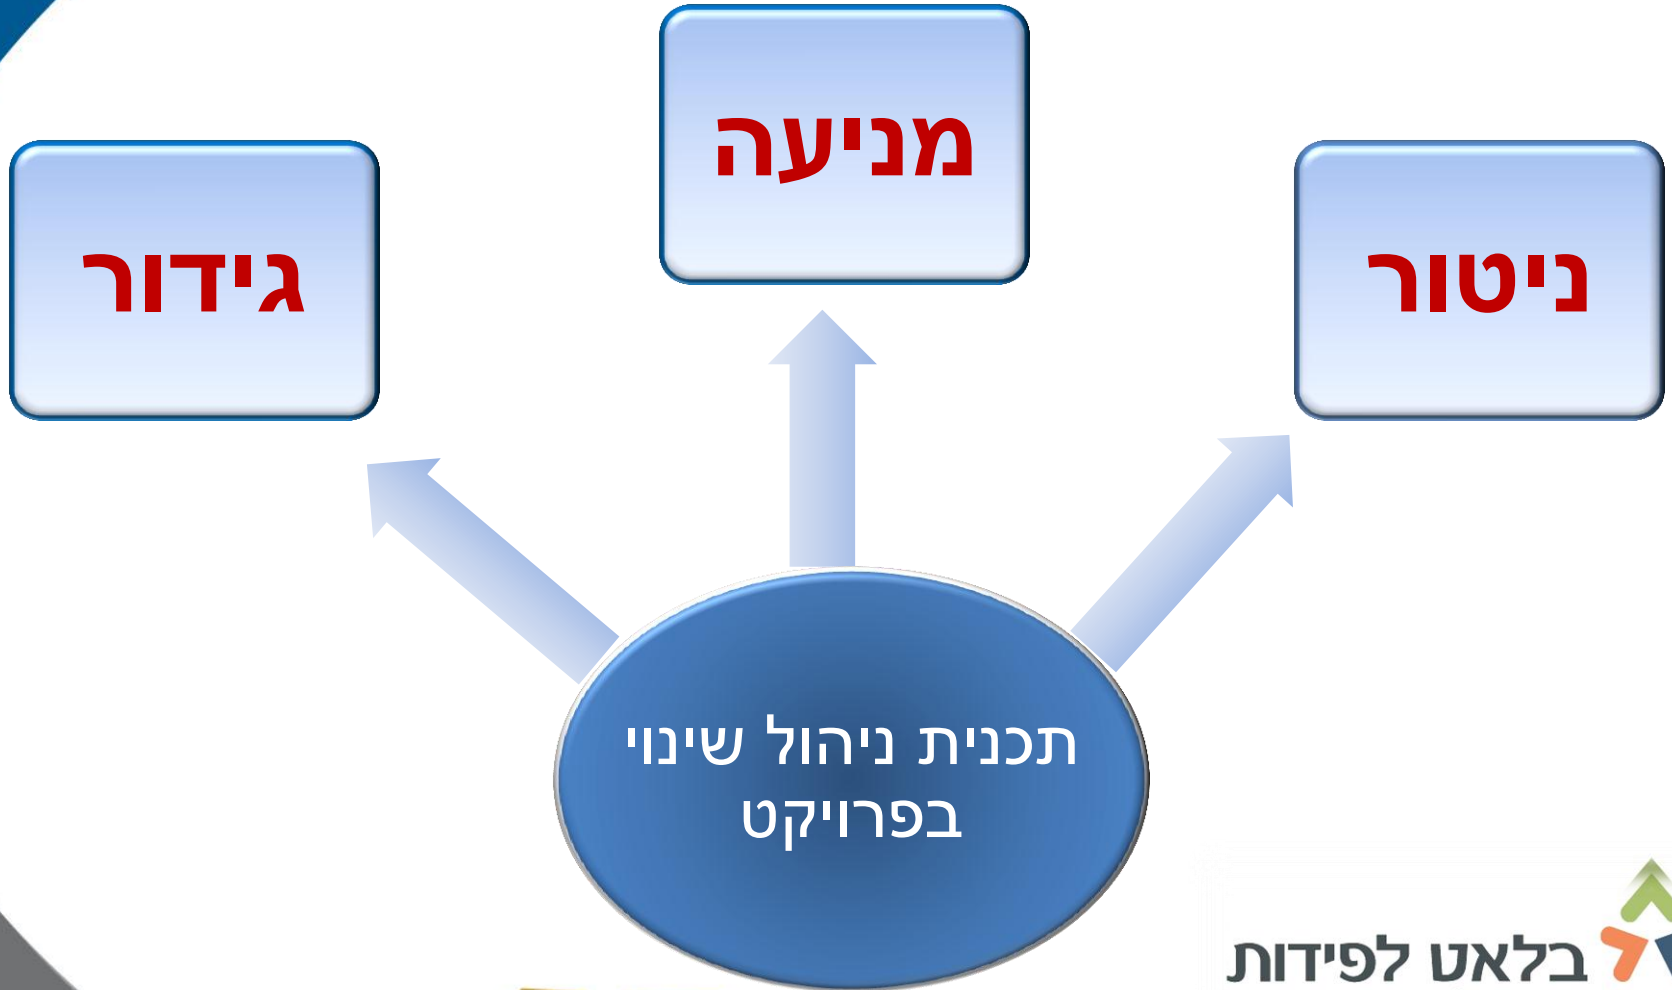 מניעה
ניטור
גידור
תכנית ניהול שינוי
בפרויקט
בלאט לפידות